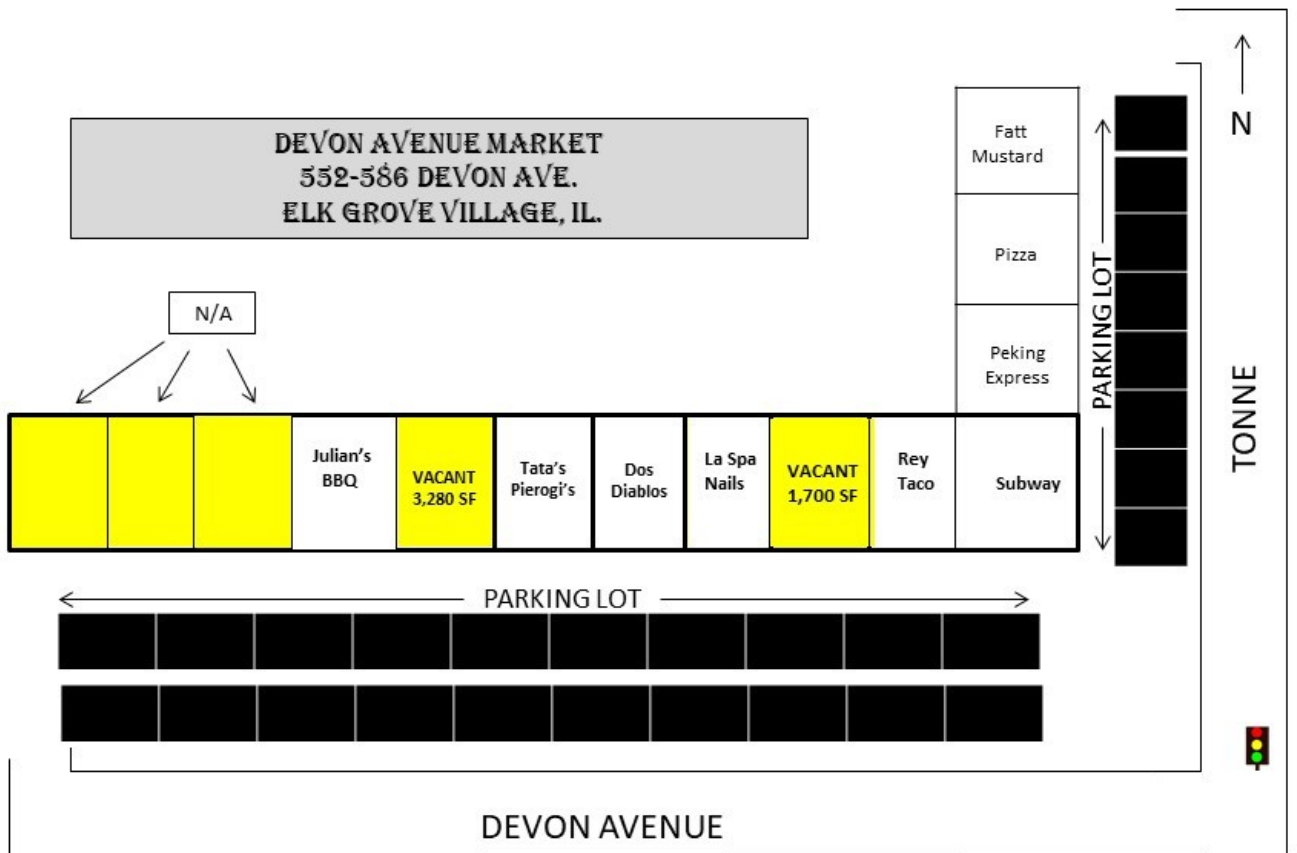 DEVON AVENUE MARKET
552-586 DEVON AVE.
ELK GROVE VILLAGE, IL.
N
Fatt
Mustard
Pizza
Peking
Express
PARKING LOT
TONNE
N/A
Julian's
BBQ
VACANT
3,280 SF
Tata's
Pierogi's
Dos
Diablos
La Spa
Nails
VACANT
1,700 SF
Rey
Taco
Subway
PARKING LOT
DEVON AVENUE